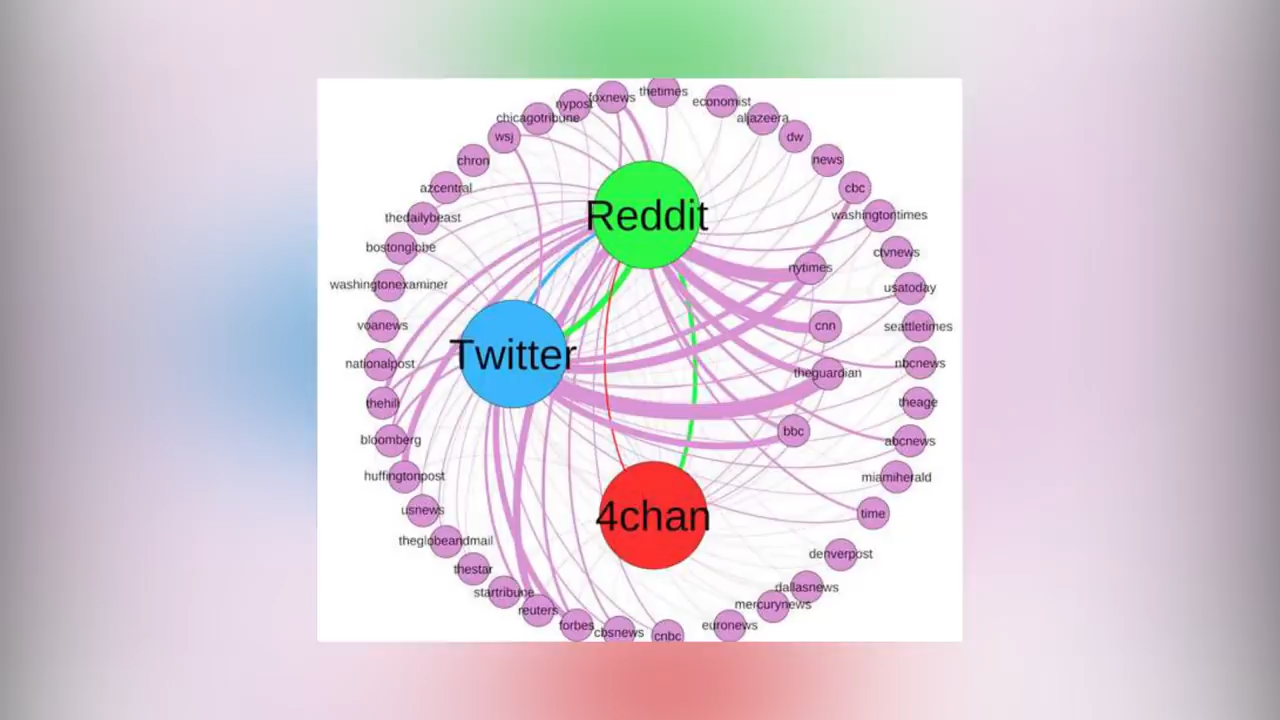 thetimes
foxnews
economist
nypost
aljazeera
chicagotribune
wsj
dw
chron
news
azcentral
cbc
thedailybeast
Reddit
washingtontimes
bostonglobe
ctvnews
nytimes
washingtonexaminer
usatoday
voanews
cnn
seattletimes
Twitter
nationalpost
nbcnews
theguardian
thehill
theage
bbc
bloomberg
abcnews
huffingtonpost
miamiherald
usnews
4chan
time
theglobeandmail
denverpost
thestar
dallasnews
startribune
mercurynews
reuters
forbes
euronews
cbsnews
cnbc